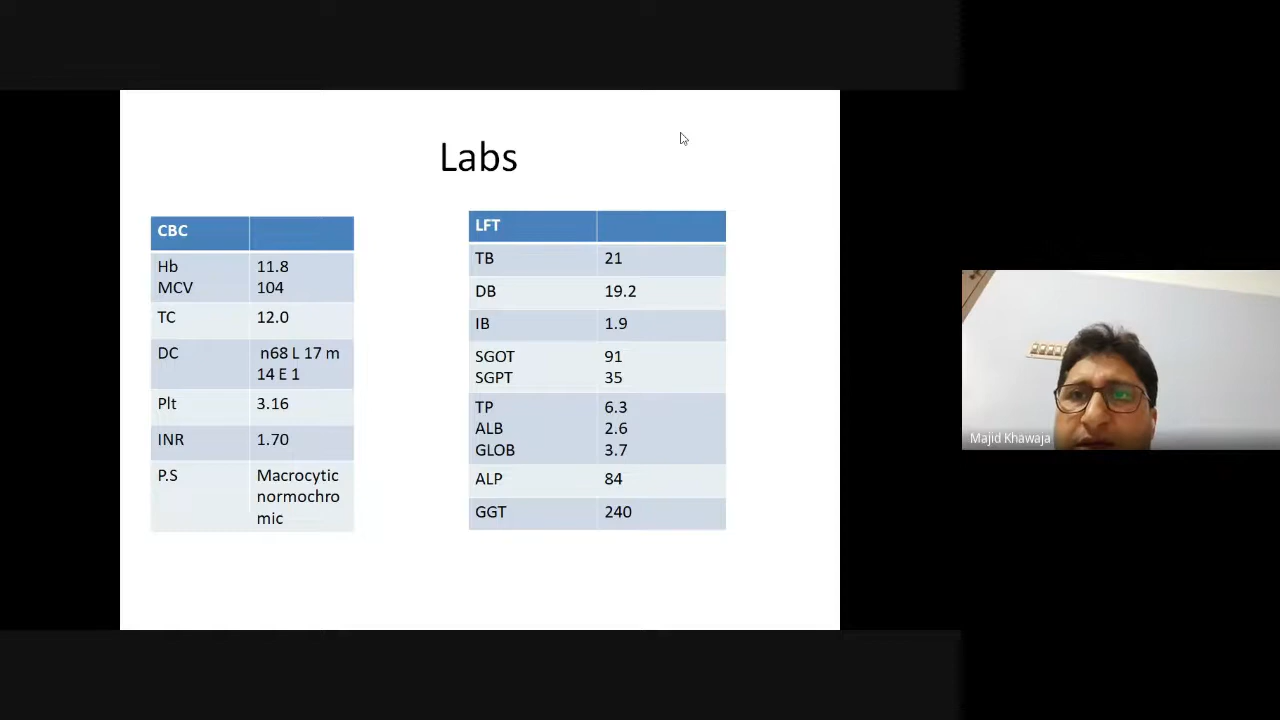 Labs
CBC
Hb 11.8
MCV 104
TC 12.0
DC n68 L 17 m
14 E 1
Plt 3.16
INR 1.70
P.S Macrocytic
normochro
mic
LFT
TB 21
DB 19.2
IB 1.9
SGOT 91
SGPT 35
TP 6.3
ALB 2.6
GLOB 3.7
ALP 84
GGT 240
Majid Khawaja